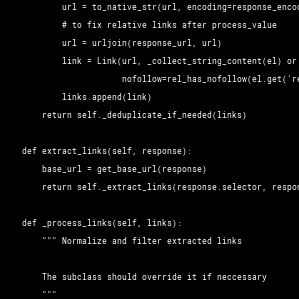 url = to_native_str(url, encoding=response_enco
# to fix relative links after process_value
url = urljoin(response_url, url)
link = Link(url, _collect_string_content(el) or
nofollow=rel_has_nofollow(el.get('re
links.append(link)
return self._deduplicate_if_needed(links)
def extract_links(self, response):
base_url = get_base_url(response)
return self._extract_links(response.selector, respon
def _process_links(self, links):
""" Normalize and filter extracted links
The subclass should override it if neccessary
"""